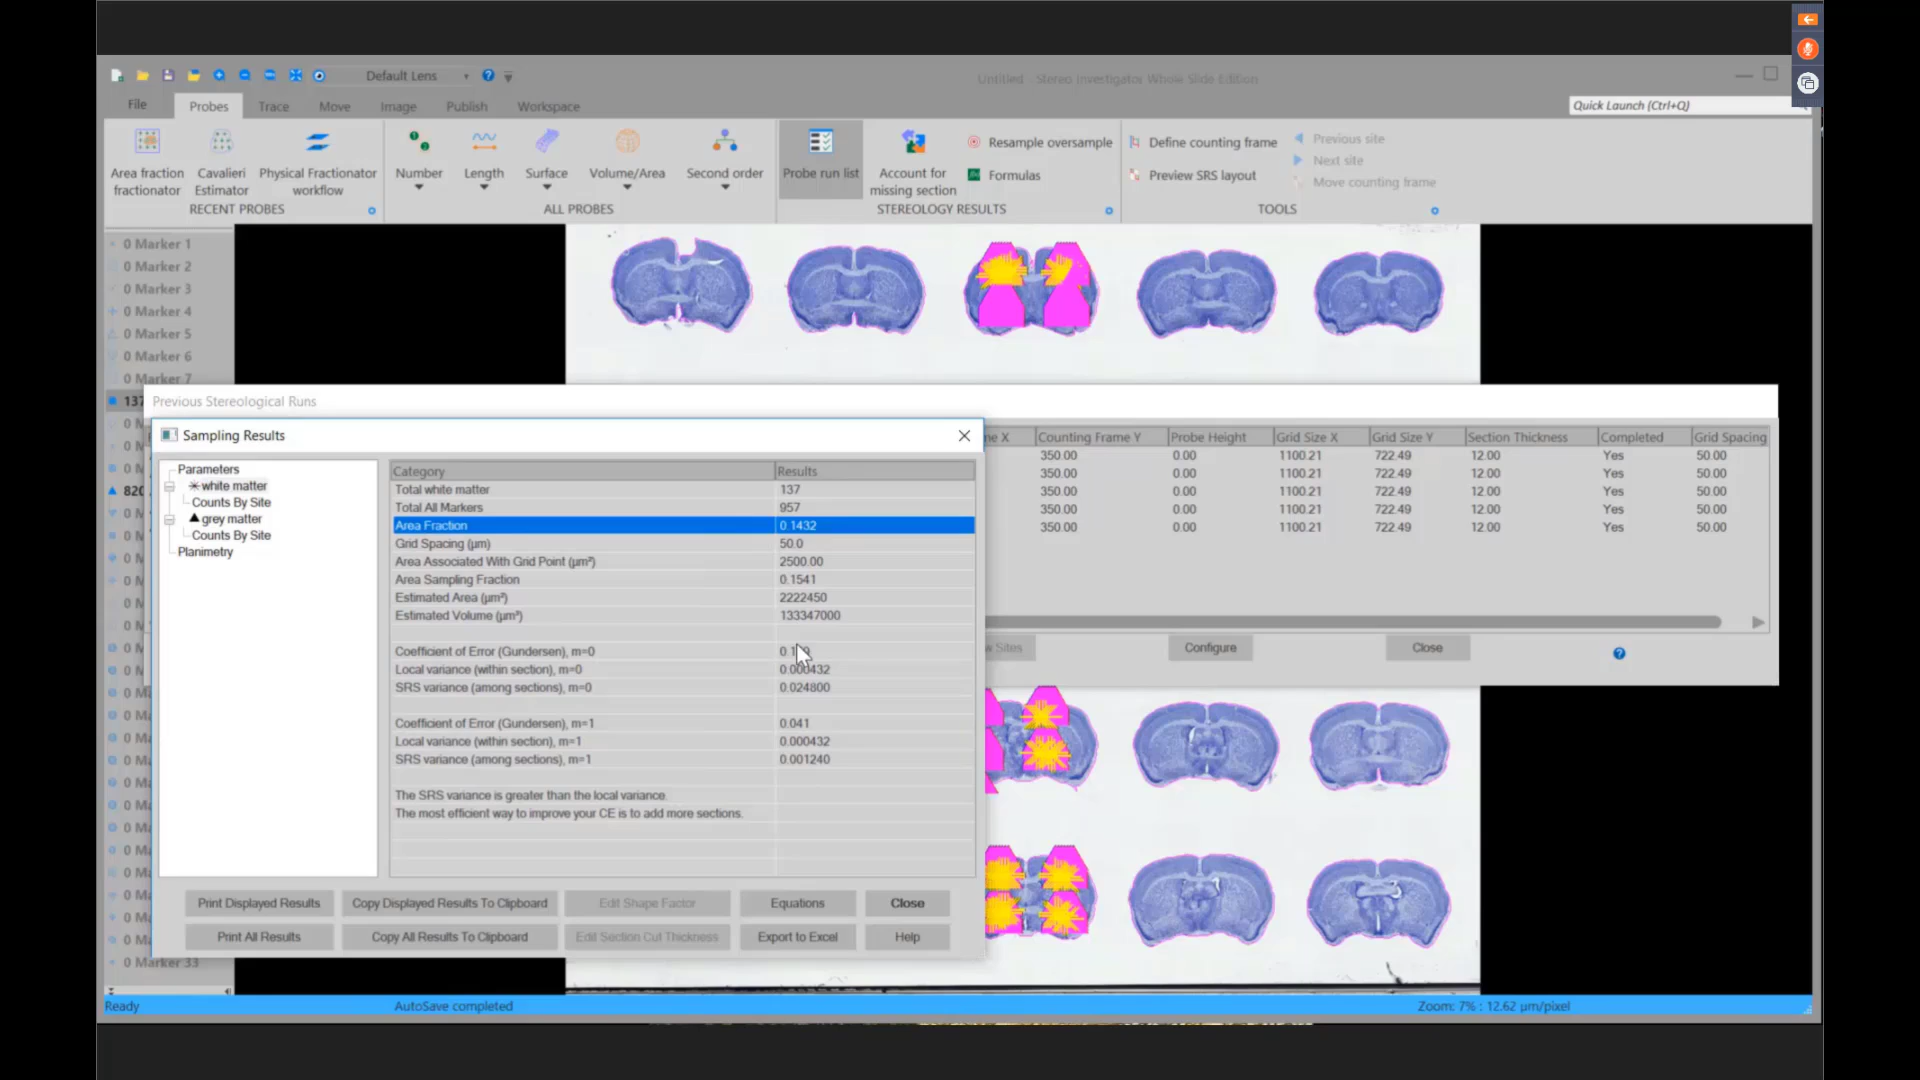 Default Lens
Untitled - Stereo Investigator Whole Slide Edition
File Probes Trace Move Image Publish Workspace
Quick Launch (Ctrl+Q)
Area fraction fractionator
Cavalieri Estimator
Physical Fractionator workflow
Number
Length
Surface
Volume/Area
Second order
Probe run list
Account for missing section
Resample oversample
Formulas
Define counting frame
Preview SRS layout
Previous site
Next site
Move counting frame
RECENT PROBES
ALL PROBES
STEREOLOGY RESULTS
TOOLS
0 Marker 1
0 Marker 2
0 Marker 3
0 Marker 4
0 Marker 5
0 Marker 6
0 Marker 7
137
820
0 Marker 33
Previous Stereological Runs
Counting Frame Y Probe Height Grid Size X Grid Size Y Section Thickness Completed Grid Spacing
350.00 0.00 1100.21 722.49 12.00 Yes 50.00
350.00 0.00 1100.21 722.49 12.00 Yes 50.00
350.00 0.00 1100.21 722.49 12.00 Yes 50.00
350.00 0.00 1100.21 722.49 12.00 Yes 50.00
350.00 0.00 1100.21 722.49 12.00 Yes 50.00
Sites
Configure
Close
Sampling Results
Parameters
white matter
Counts By Site
grey matter
Counts By Site
Planimetry
Category Results
Total white matter 137
Total All Markers 957
Area Fraction 0.1432
Grid Spacing (µm) 50.0
Area Associated With Grid Point (µm²) 2500.00
Area Sampling Fraction 0.1541
Estimated Area (µm²) 2222450
Estimated Volume (µm³) 133347000
Coefficient of Error (Gundersen), m=0
Local variance (within section), m=0 0.000432
SRS variance (among sections), m=0 0.024800
Coefficient of Error (Gundersen), m=1 0.041
Local variance (within section), m=1 0.000432
SRS variance (among sections), m=1 0.001240
The SRS variance is greater than the local variance.
The most efficient way to improve your CE is to add more sections.
Print Displayed Results
Copy Displayed Results To Clipboard
Edit Shape Factor
Equations
Close
Print All Results
Copy All Results To Clipboard
Edit Section Cut Thickness
Export to Excel
Help
Ready
AutoSave completed
Zoom: 7% : 12.62 µm/pixel